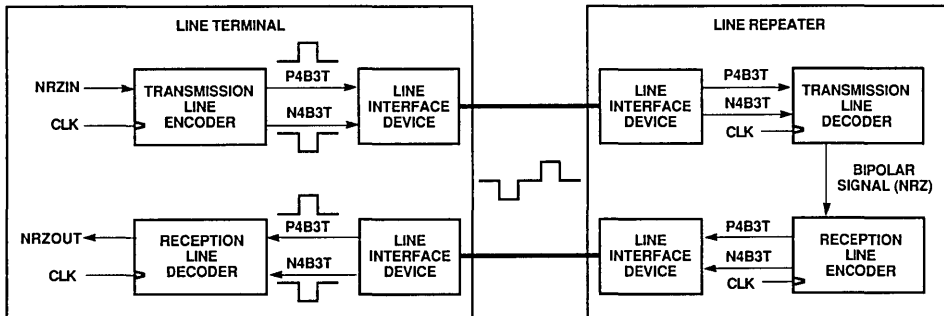 LINE TERMINAL
NRZIN
CLK
TRANSMISSION
LINE
ENCODER
P4B3T
N4B3T
LINE
INTERFACE
DEVICE
NRZOUT
CLK
RECEPTION
LINE
DECODER
P4B3T
N4B3T
LINE
INTERFACE
DEVICE
LINE REPEATER
LINE
INTERFACE
DEVICE
P4B3T
N4B3T
CLK
TRANSMISSION
LINE
DECODER
BIPOLAR
SIGNAL (NRZ)
LINE
INTERFACE
DEVICE
P4B3T
N4B3T
CLK
RECEPTION
LINE
ENCODER